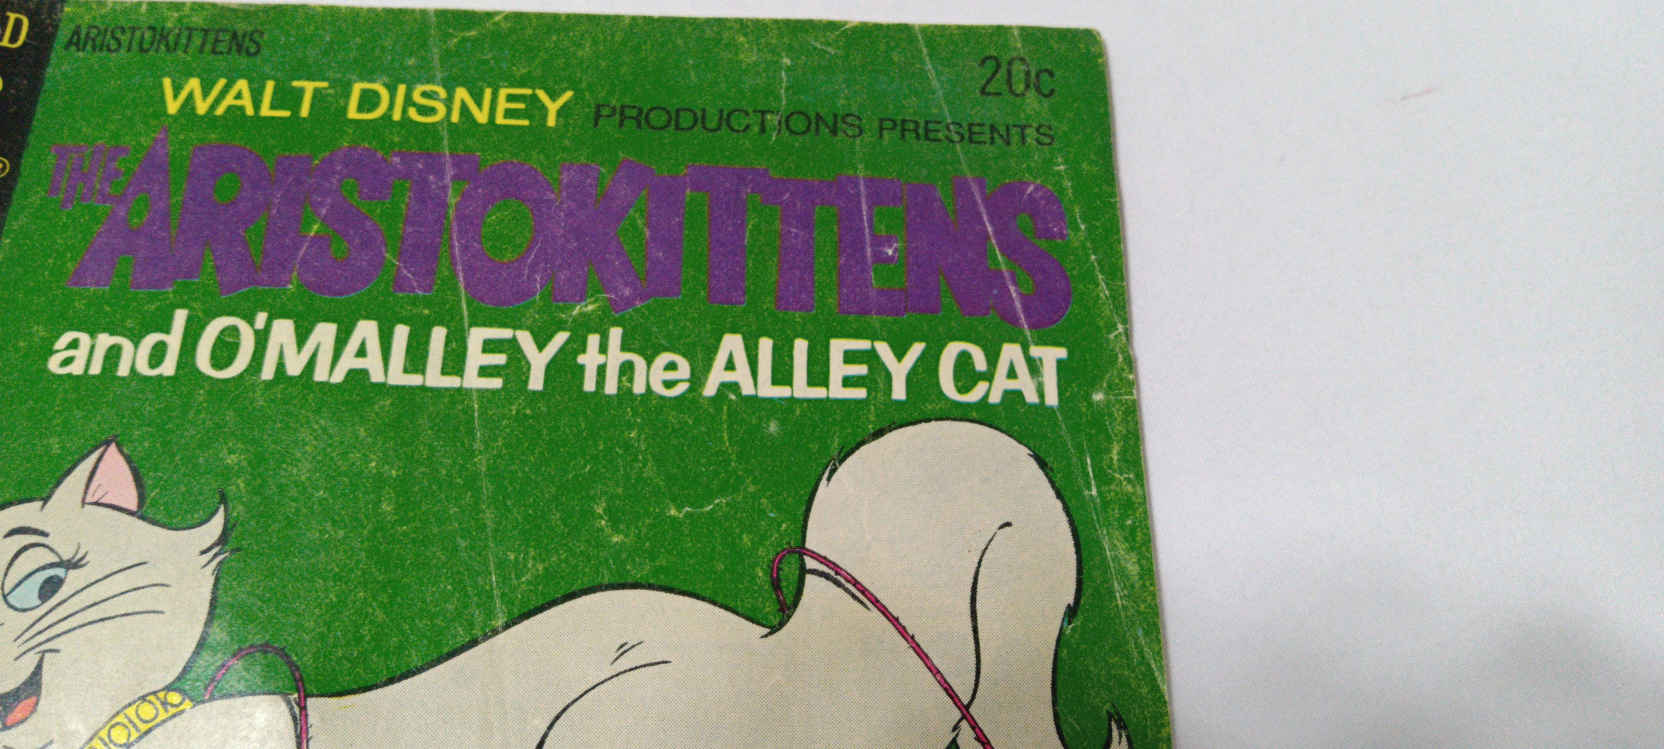 D
ARISTOKITTENS
20c
WALT DISNEY PRODUCTIONS PRESENTS
THE ARISTOKITTENS
and O'MALLEY the ALLEY CAT